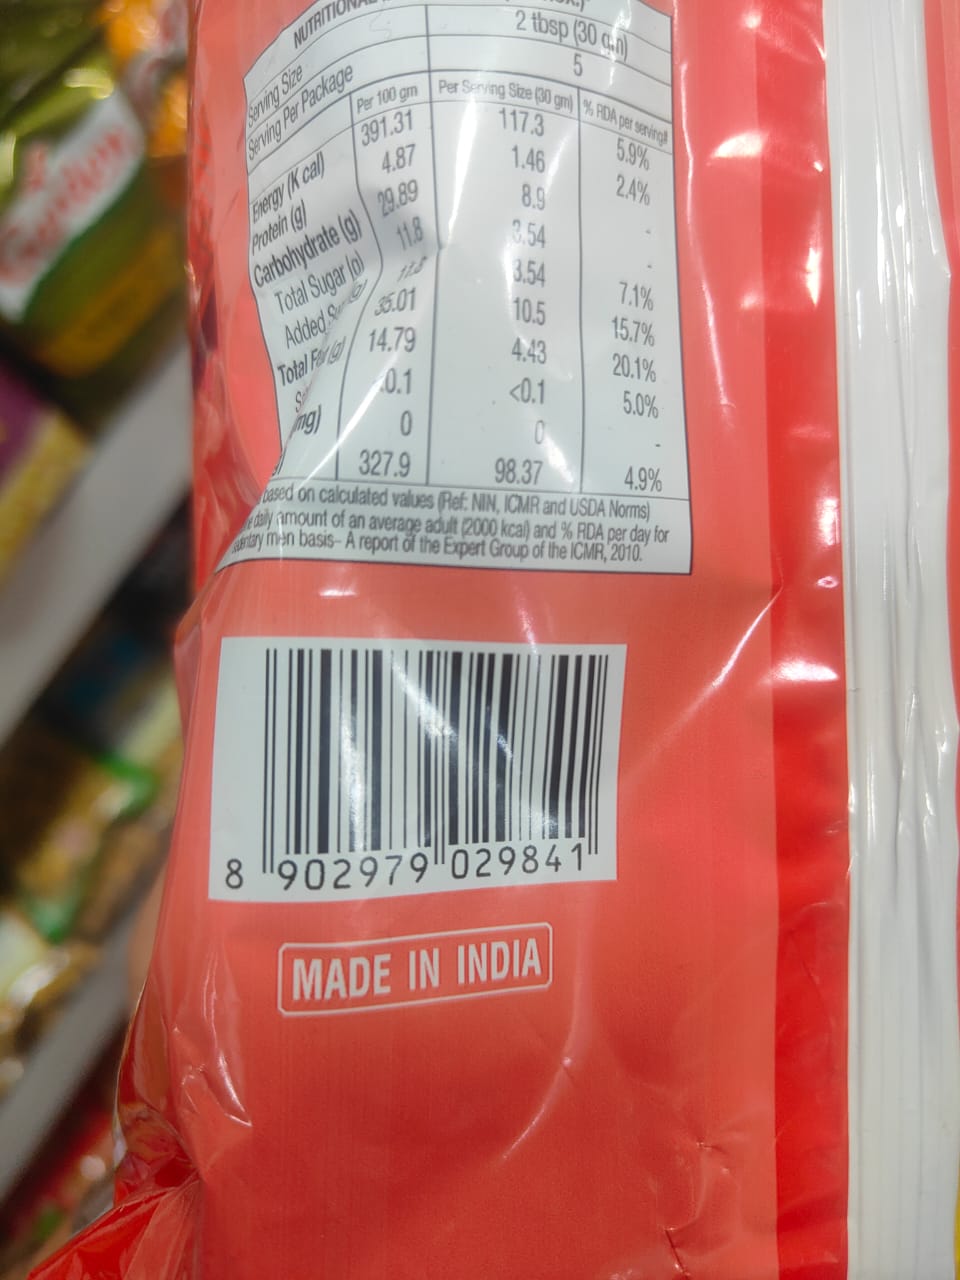 NUTRITIONAL
2 tbsp (30 gm)
Serving Size
5
Serving Per Package
Per 100 gm Per Serving Size (30 gm) % RDA per serving#
Energy (K cal) 391.31 117.3 5.9%
Protein (g) 4.87 1.46 2.4%
Carbohydrate (g) 29.89 8.9 -
Total Sugar (g) 11.8 3.54 -
Added 11.8 3.54 7.1%
Total (g) 35.01 10.5 15.7%
14.79 4.43 20.1%
0.1 <0.1 5.0%
mg) 0 0 -
327.9 98.37 4.9%
based on calculated values (Ref: NIN, ICMR and USDA Norms)
daily amount of an average adult (2000 kcal) and % RDA per day for
men basis- A report of the Expert Group of the ICMR, 2010.
8 902979 029841
MADE IN INDIA